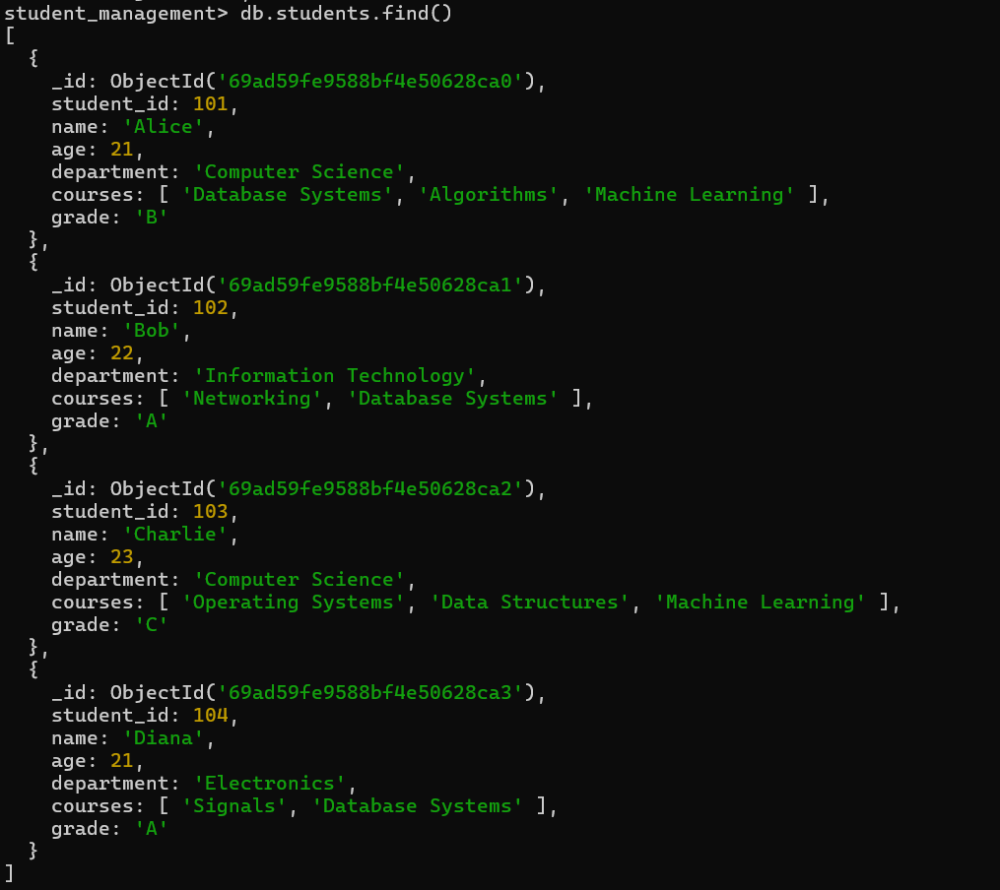 student_management> db.students.find()
[
  {
    _id: ObjectId('69ad59fe9588bf4e50628ca0'),
    student_id: 101,
    name: 'Alice',
    age: 21,
    department: 'Computer Science',
    courses: [ 'Database Systems', 'Algorithms', 'Machine Learning' ],
    grade: 'B'
  },
  {
    _id: ObjectId('69ad59fe9588bf4e50628ca1'),
    student_id: 102,
    name: 'Bob',
    age: 22,
    department: 'Information Technology',
    courses: [ 'Networking', 'Database Systems' ],
    grade: 'A'
  },
  {
    _id: ObjectId('69ad59fe9588bf4e50628ca2'),
    student_id: 103,
    name: 'Charlie',
    age: 23,
    department: 'Computer Science',
    courses: [ 'Operating Systems', 'Data Structures', 'Machine Learning' ],
    grade: 'C'
  },
  {
    _id: ObjectId('69ad59fe9588bf4e50628ca3'),
    student_id: 104,
    name: 'Diana',
    age: 21,
    department: 'Electronics',
    courses: [ 'Signals', 'Database Systems' ],
    grade: 'A'
  }
]